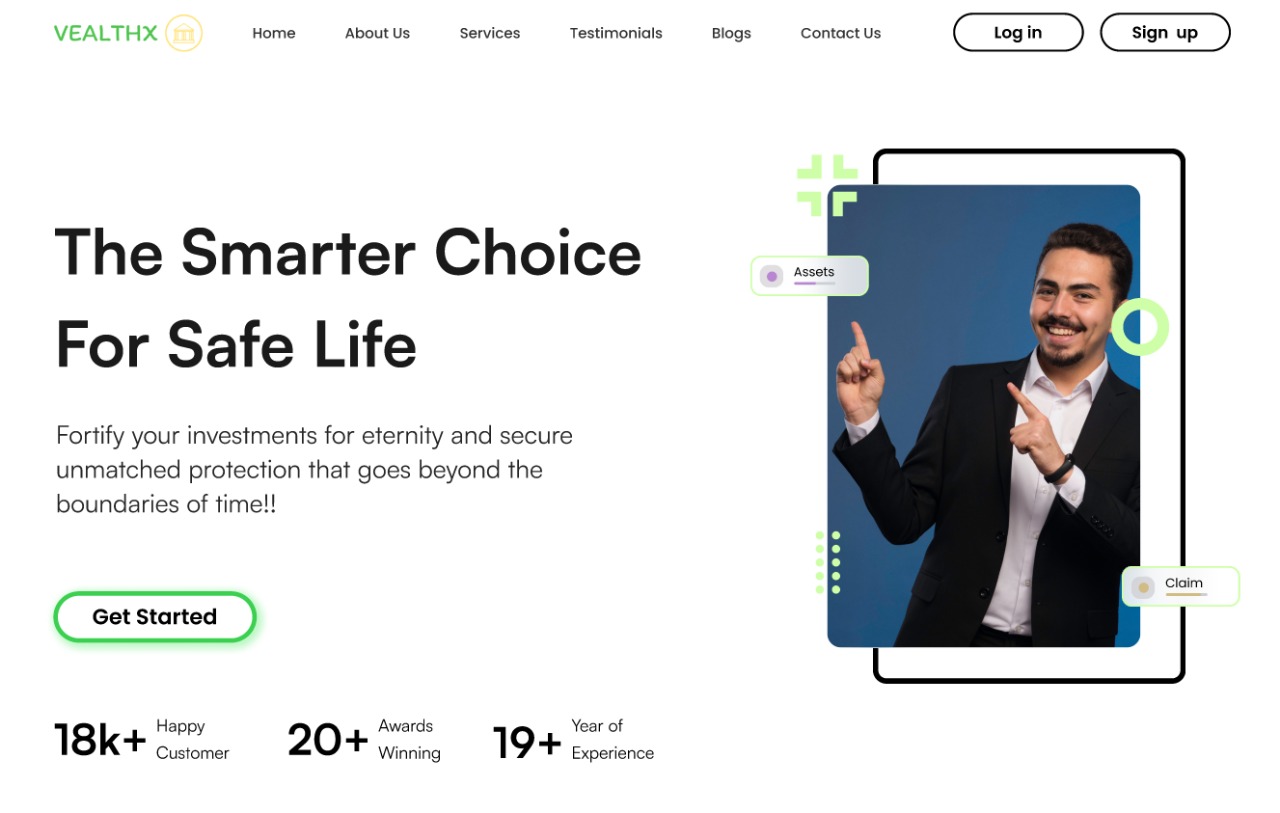 VEALTHX
Home
About Us
Services
Testimonials
Blogs
Contact Us
Log in
Sign up
The Smarter Choice
For Safe Life
Fortify your investments for eternity and secure
unmatched protection that goes beyond the
boundaries of time!!
Get Started
18k+
Happy
Customer
20+
Awards
Winning
19+
Year of
Experience
Assets
Claim